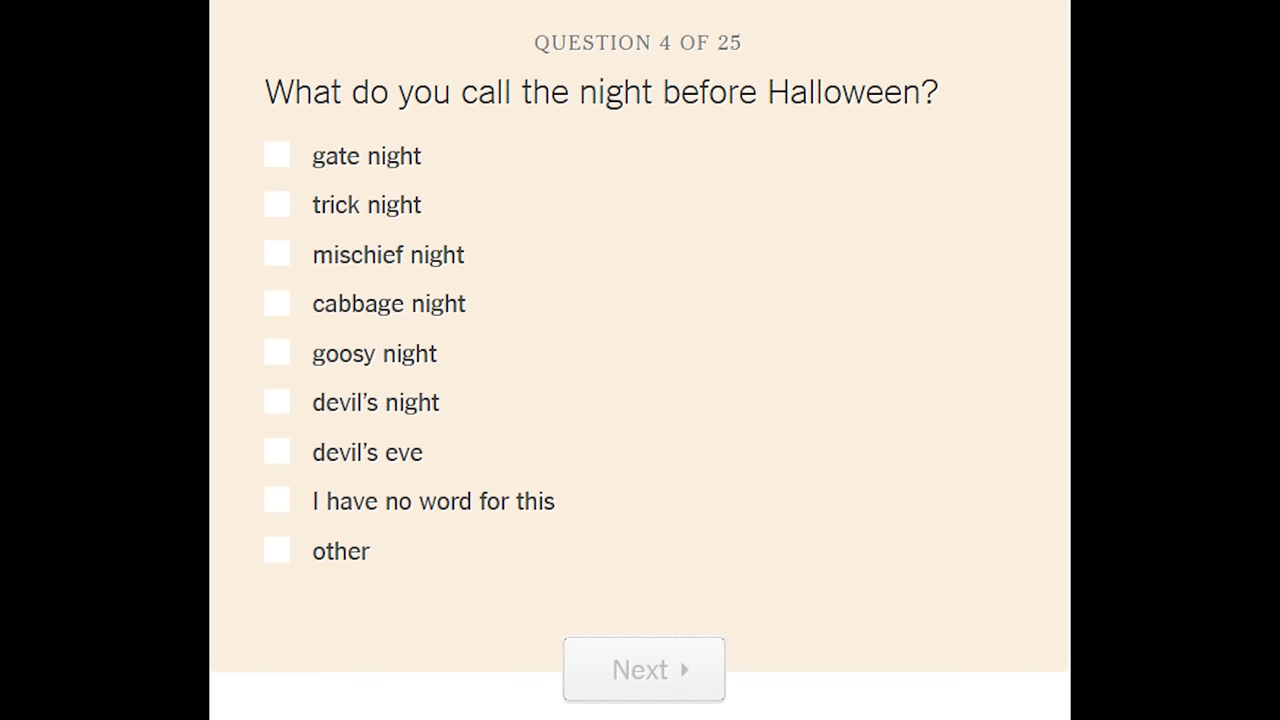 QUESTION 4 OF 25
What do you call the night before Halloween?
gate night
trick night
mischief night
cabbage night
goosy night
devil’s night
devil’s eve
I have no word for this
other
Next